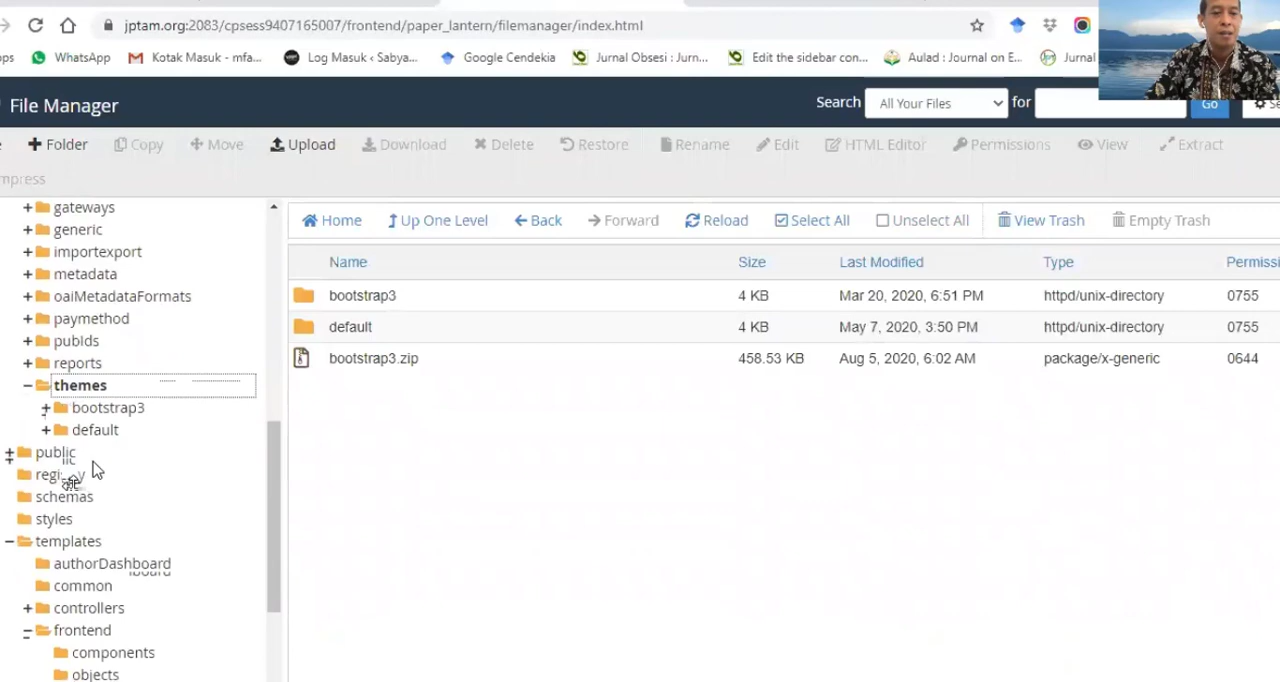 jptam.org:2083/cpsess9407165007/frontend/paper_lantern/filemanager/index.html
WhatsApp Kotak Masuk - mfa... Log Masuk ‹ Sabya... Google Cendekia Jurnal Obsesi : Jurn... Edit the sidebar con... Aulad : Journal on E... Jurnal
File Manager Search All Your Files for Go
+ Folder Copy Move Upload Download Delete Restore Rename Edit HTML Editor Permissions View Extract
Home Up One Level Back Forward Reload Select All Unselect All View Trash Empty Trash
Name Size Last Modified Type
bootstrap3 4 KB Mar 20, 2020, 6:51 PM httpd/unix-directory 0755
default 4 KB May 7, 2020, 3:50 PM httpd/unix-directory 0755
bootstrap3.zip 458.53 KB Aug 5, 2020, 6:02 AM package/x-generic 0644
gateways
generic
importexport
metadata
oaiMetadataFormats
paymethod
pubIds
reports
themes
bootstrap3
default
public
schemas
styles
templates
authorDashboard
common
controllers
frontend
components
objects